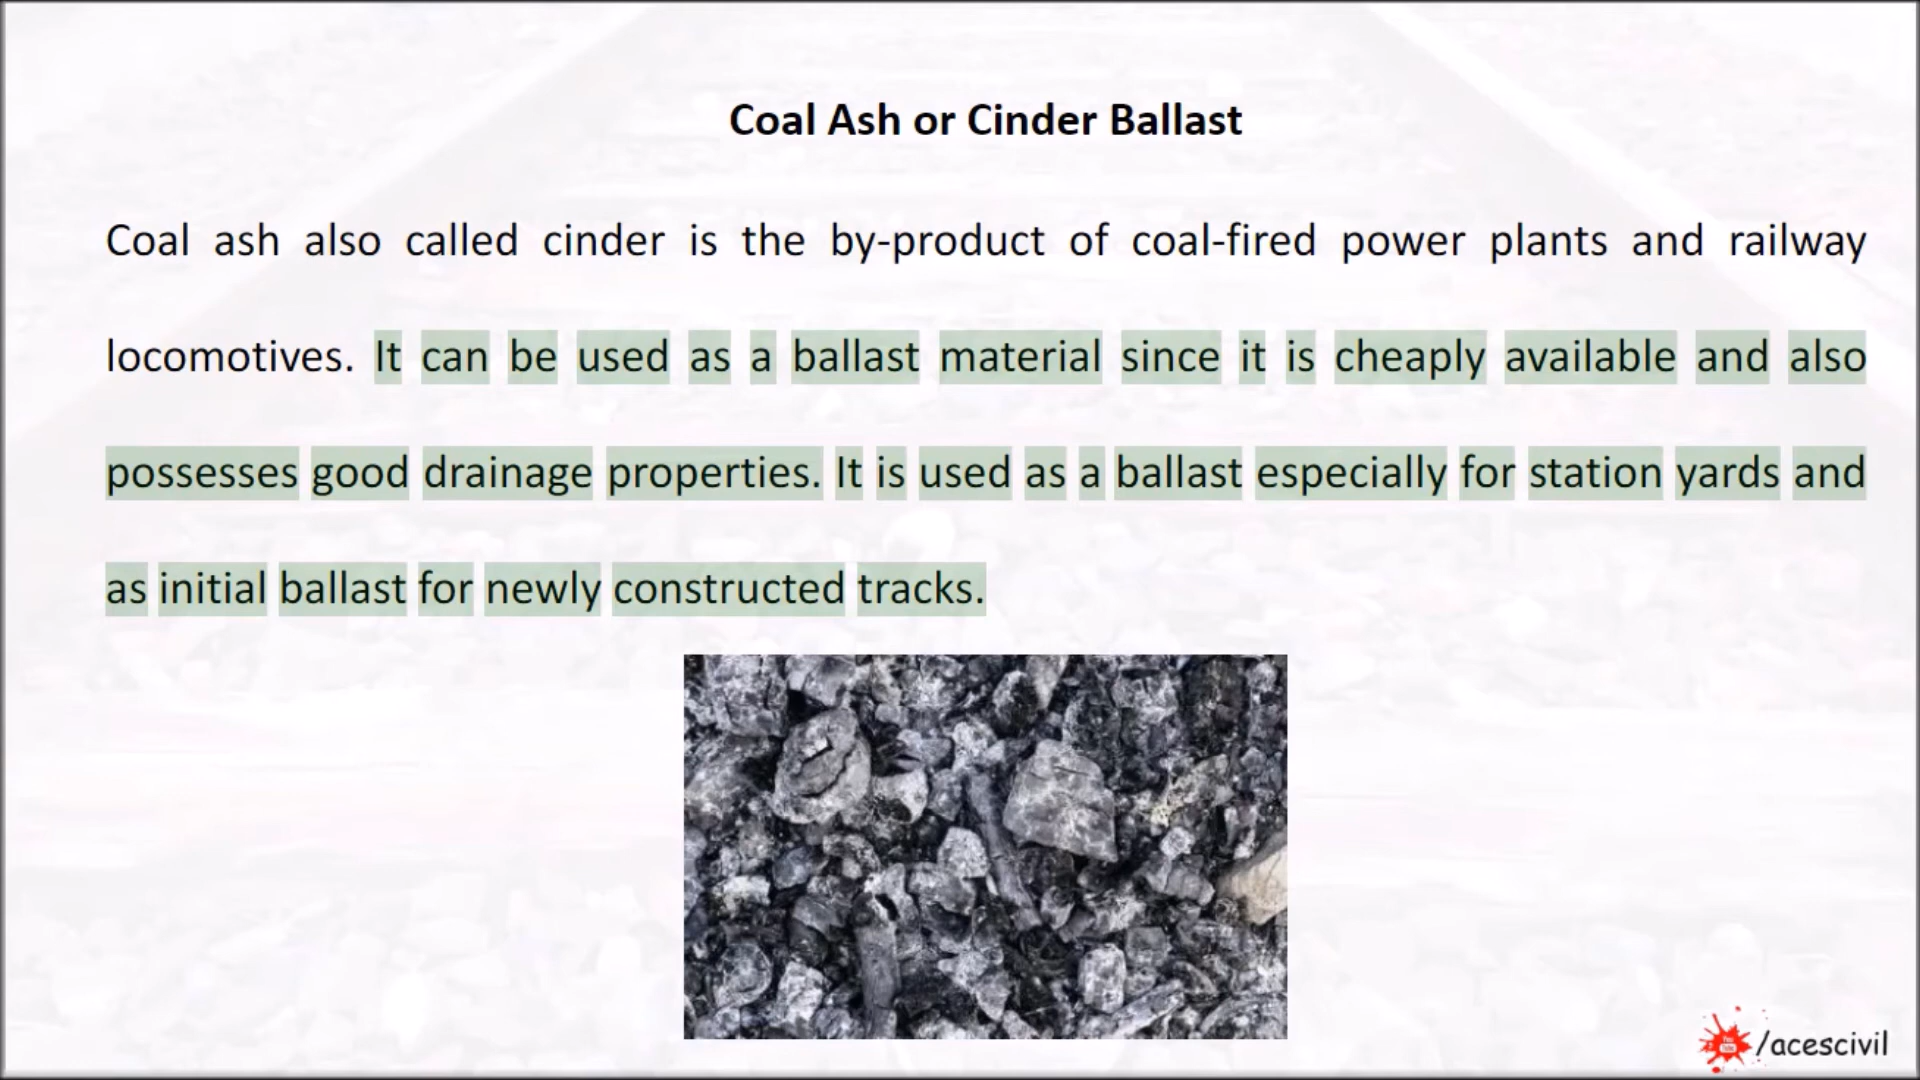 Coal Ash or Cinder Ballast
Coal ash also called cinder is the by-product of coal-fired power plants and railway
locomotives. It can be used as a ballast material since it is cheaply available and also
possesses good drainage properties. It is used as a ballast especially for station yards and
as initial ballast for newly constructed tracks.
/acescivil